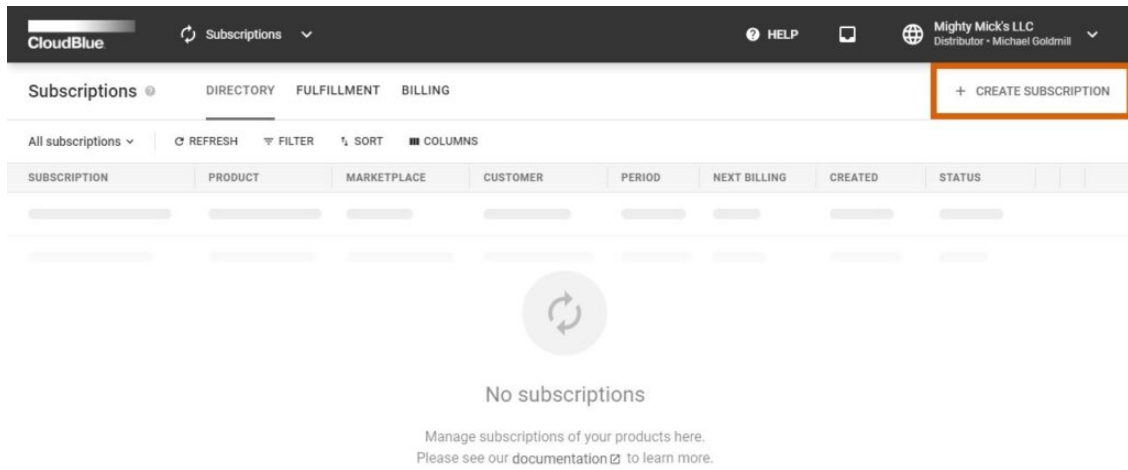 CloudBlue Subscriptions HELP Mighty Mick's LLC
Distributor • Michael Goldmill
Subscriptions DIRECTORY FULFILLMENT BILLING + CREATE SUBSCRIPTION
All subscriptions REFRESH FILTER SORT COLUMNS
SUBSCRIPTION PRODUCT MARKETPLACE CUSTOMER PERIOD NEXT BILLING CREATED STATUS
No subscriptions
Manage subscriptions of your products here.
Please see our documentation to learn more.